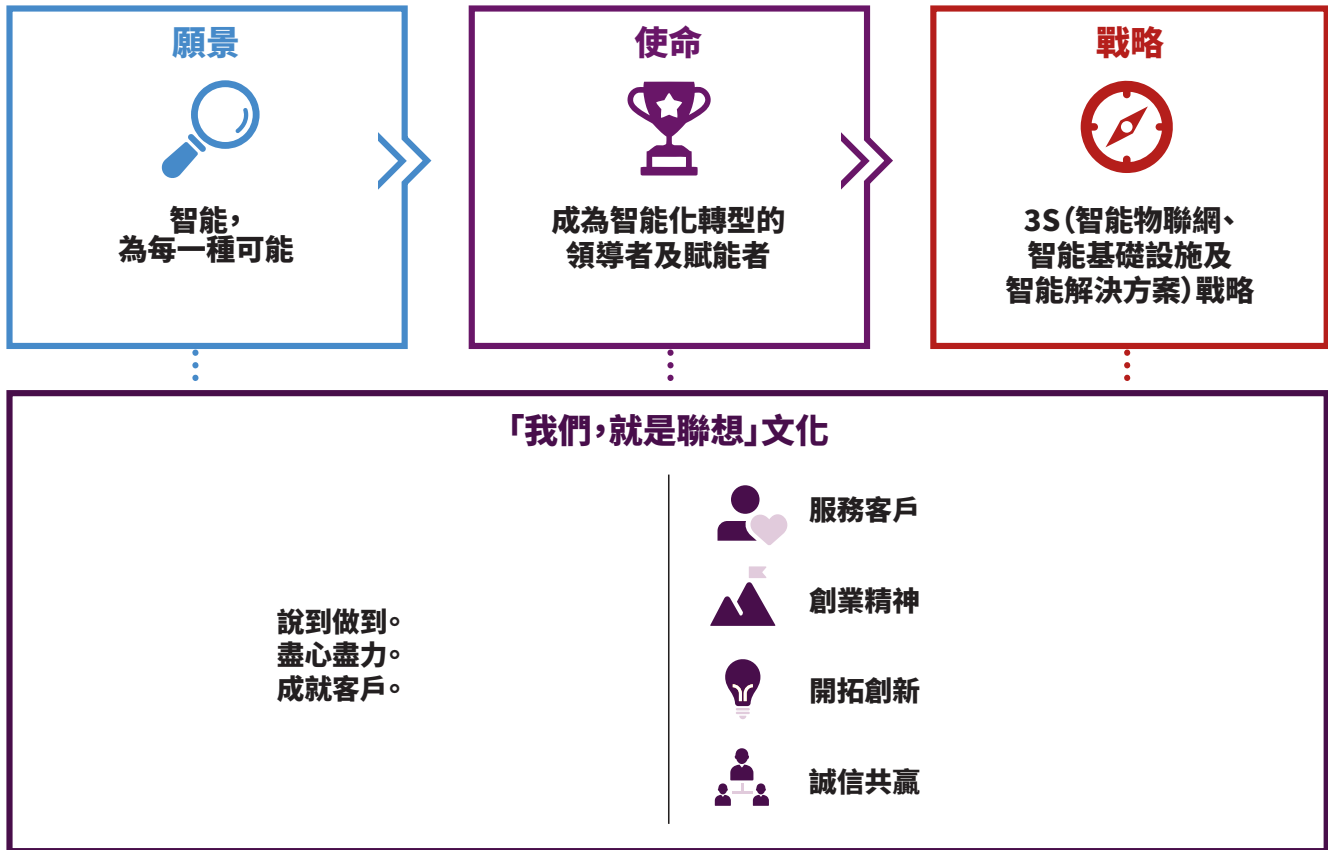 願景
智能，
為每一種可能
使命
成為智能化轉型的
領導者及賦能者
戰略
3S（智能物聯網、
智能基礎設施及
智能解決方案）戰略
「我們，就是聯想」文化
說到做到。
盡心盡力。
成就客戶。
服務客戶
創業精神
開拓創新
誠信共贏